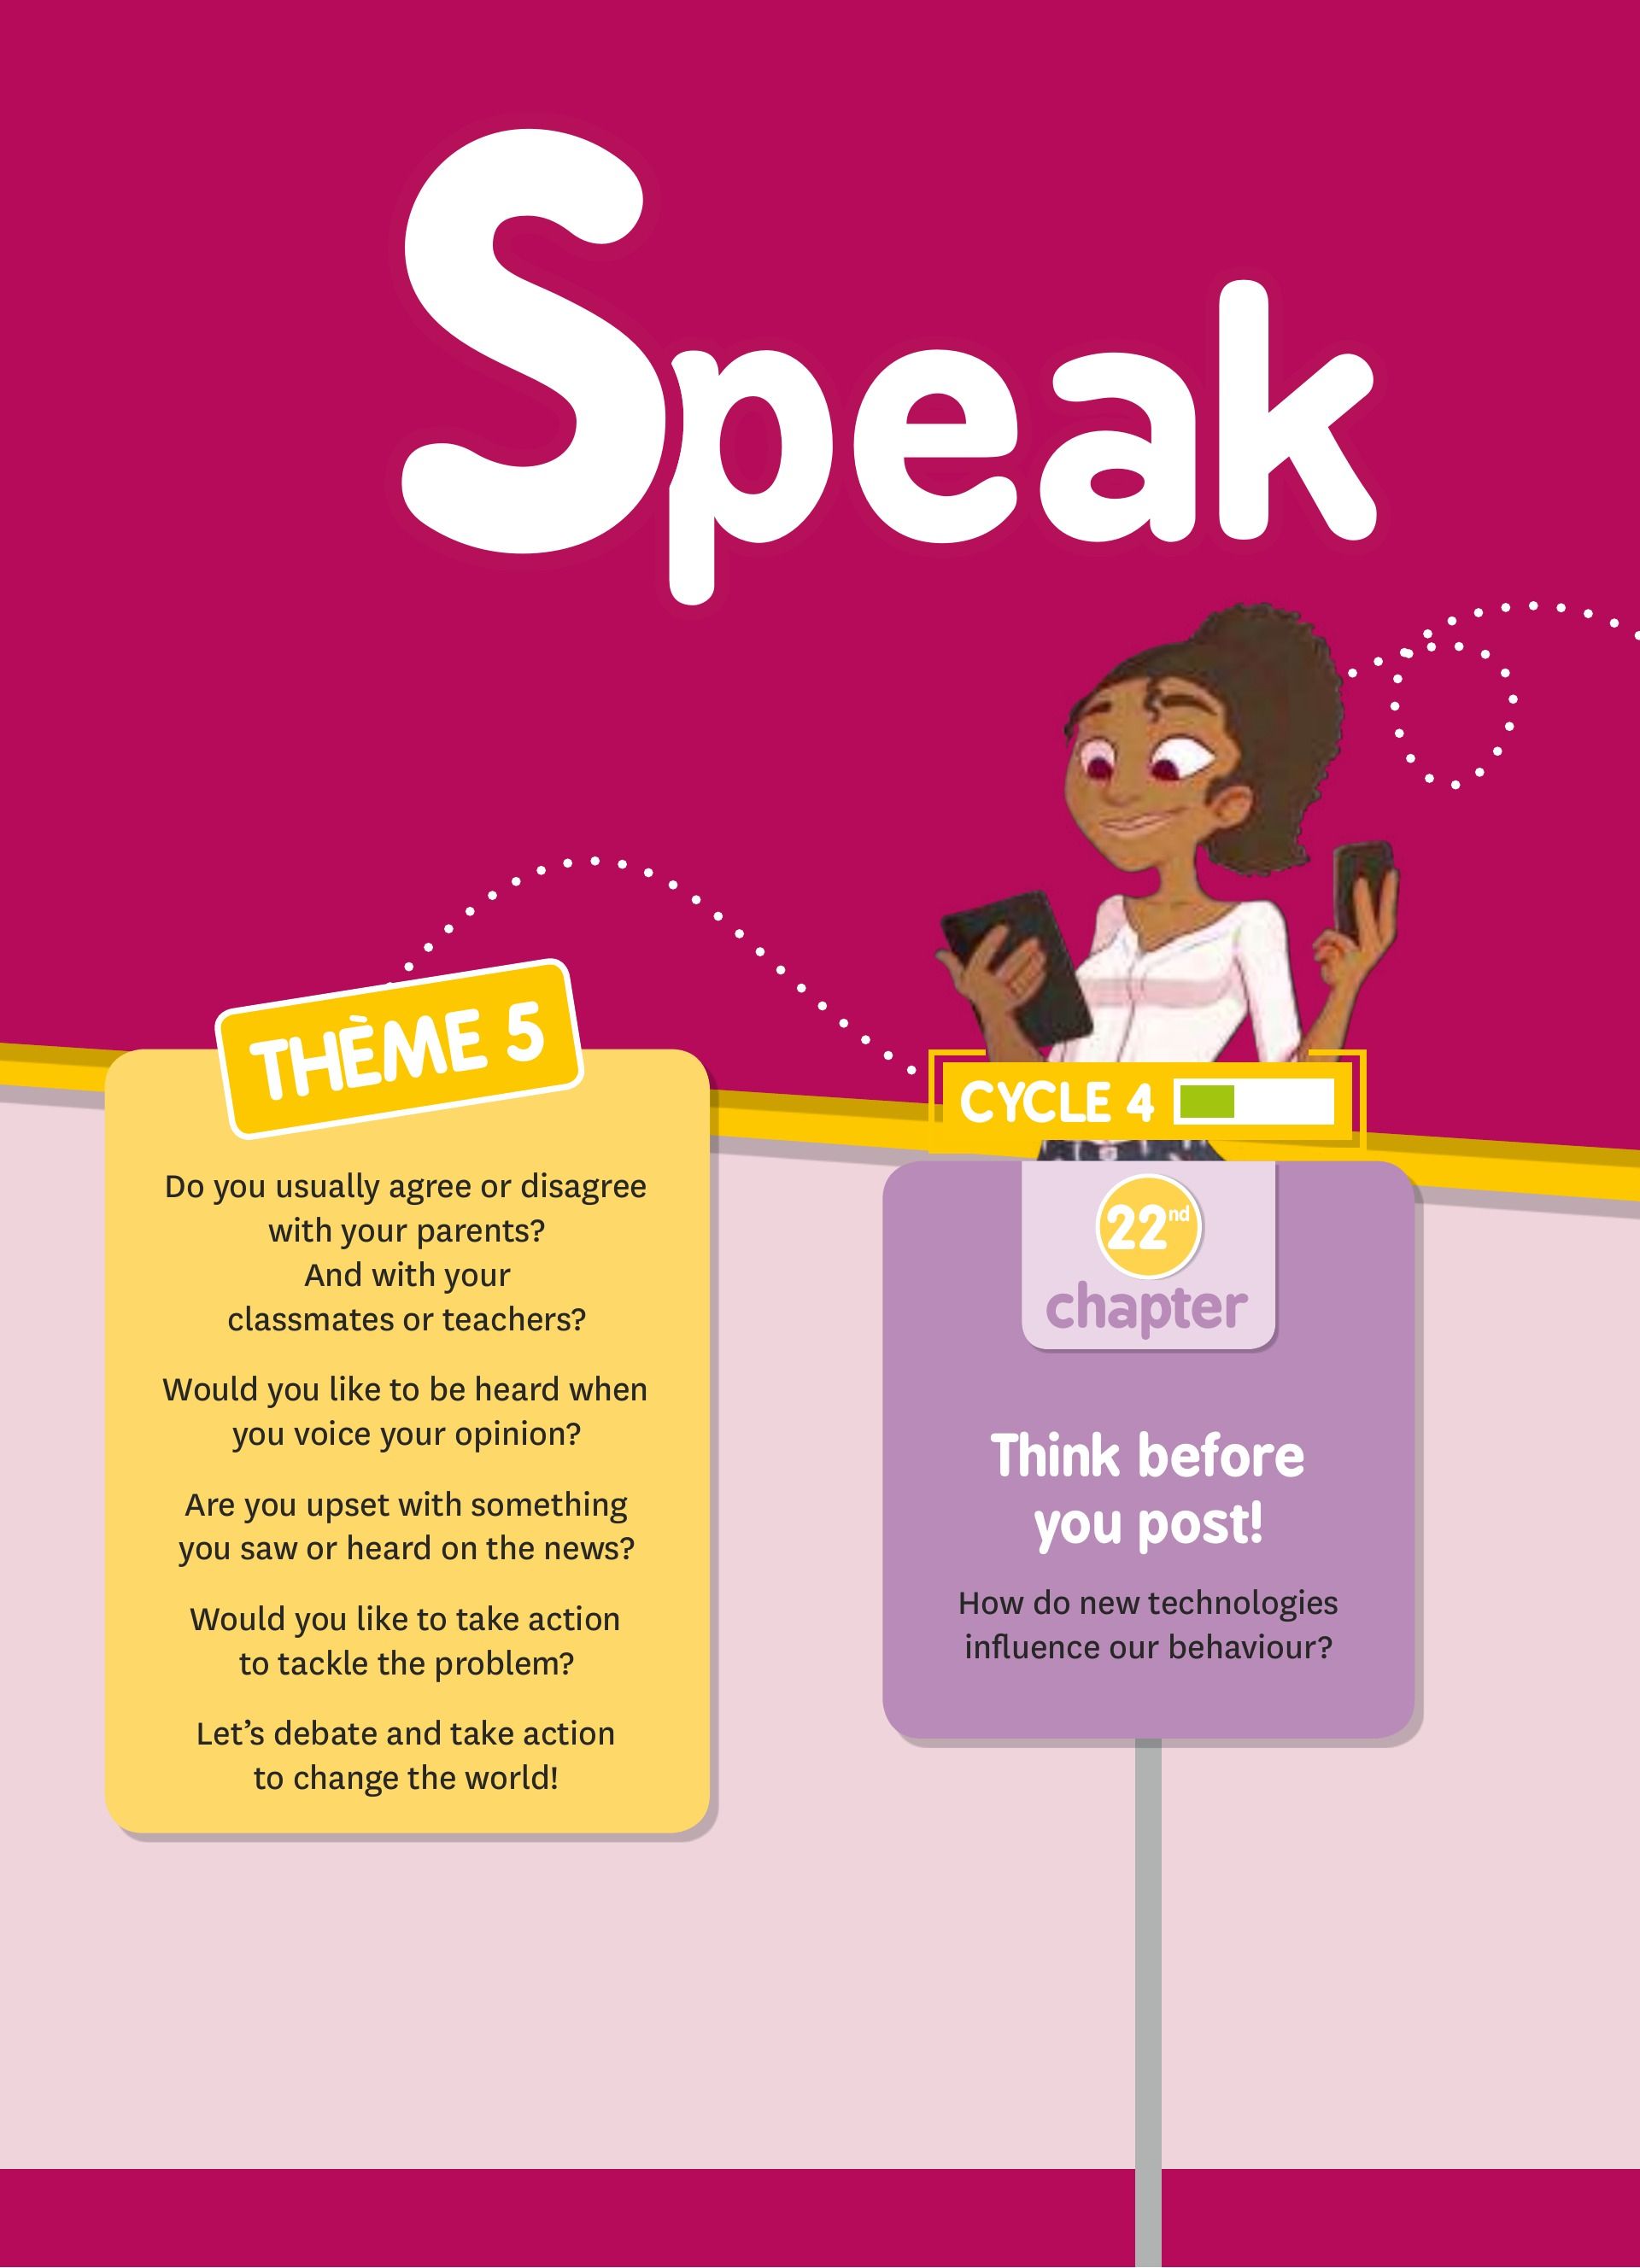 Speak
THÈME 5
Do you usually agree or disagree
with your parents?
And with your
classmates or teachers?
Would you like to be heard when
you voice your opinion?
Are you upset with something
you saw or heard on the news?
Would you like to take action
to tackle the problem?
Let’s debate and take action
to change the world!
CYCLE 4
22nd
chapter
Think before
you post!
How do new technologies
influence our behaviour?